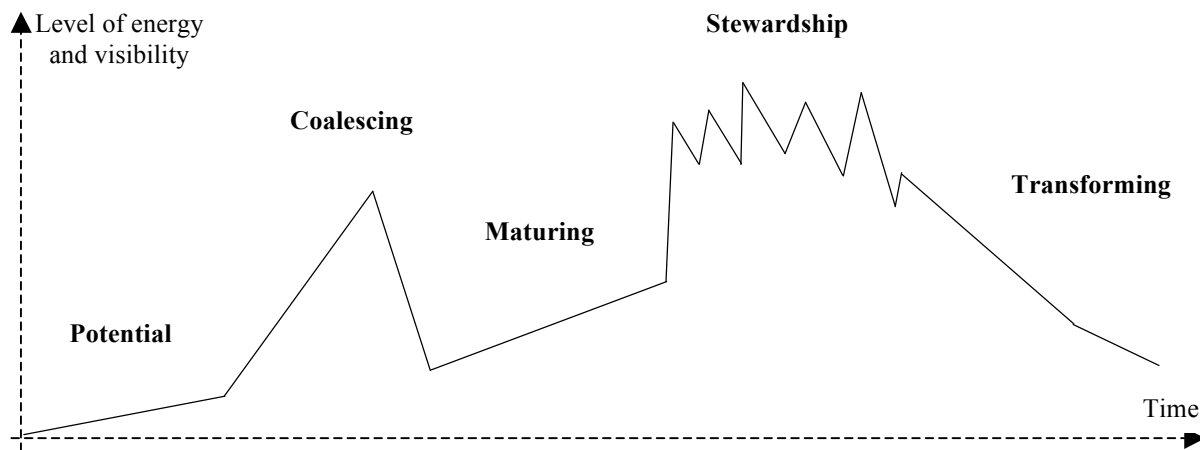 Level of energy
and visibility
Stewardship
Coalescing
Transforming
Maturing
Potential
Time